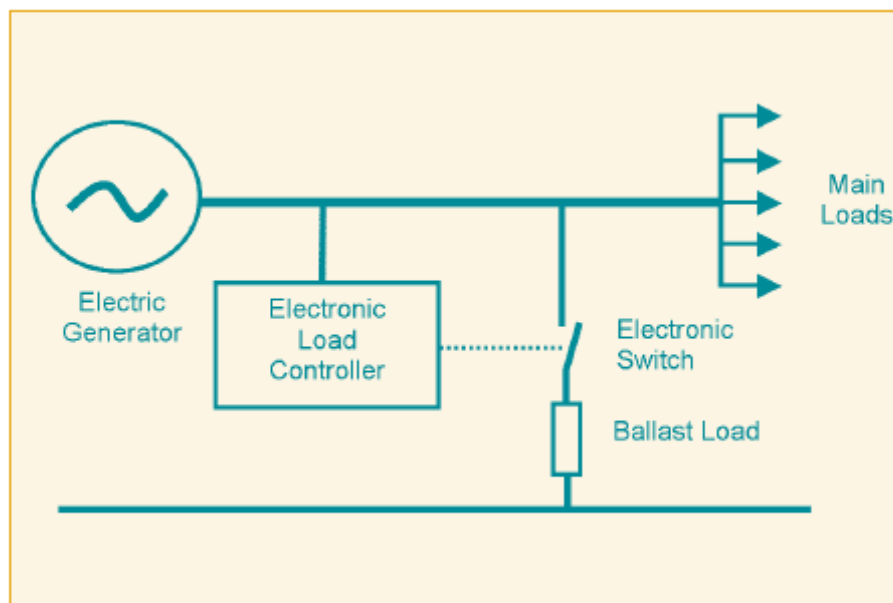 Electric
Generator
Electronic
Load
Controller
Main
Loads
Electronic
Switch
Ballast Load